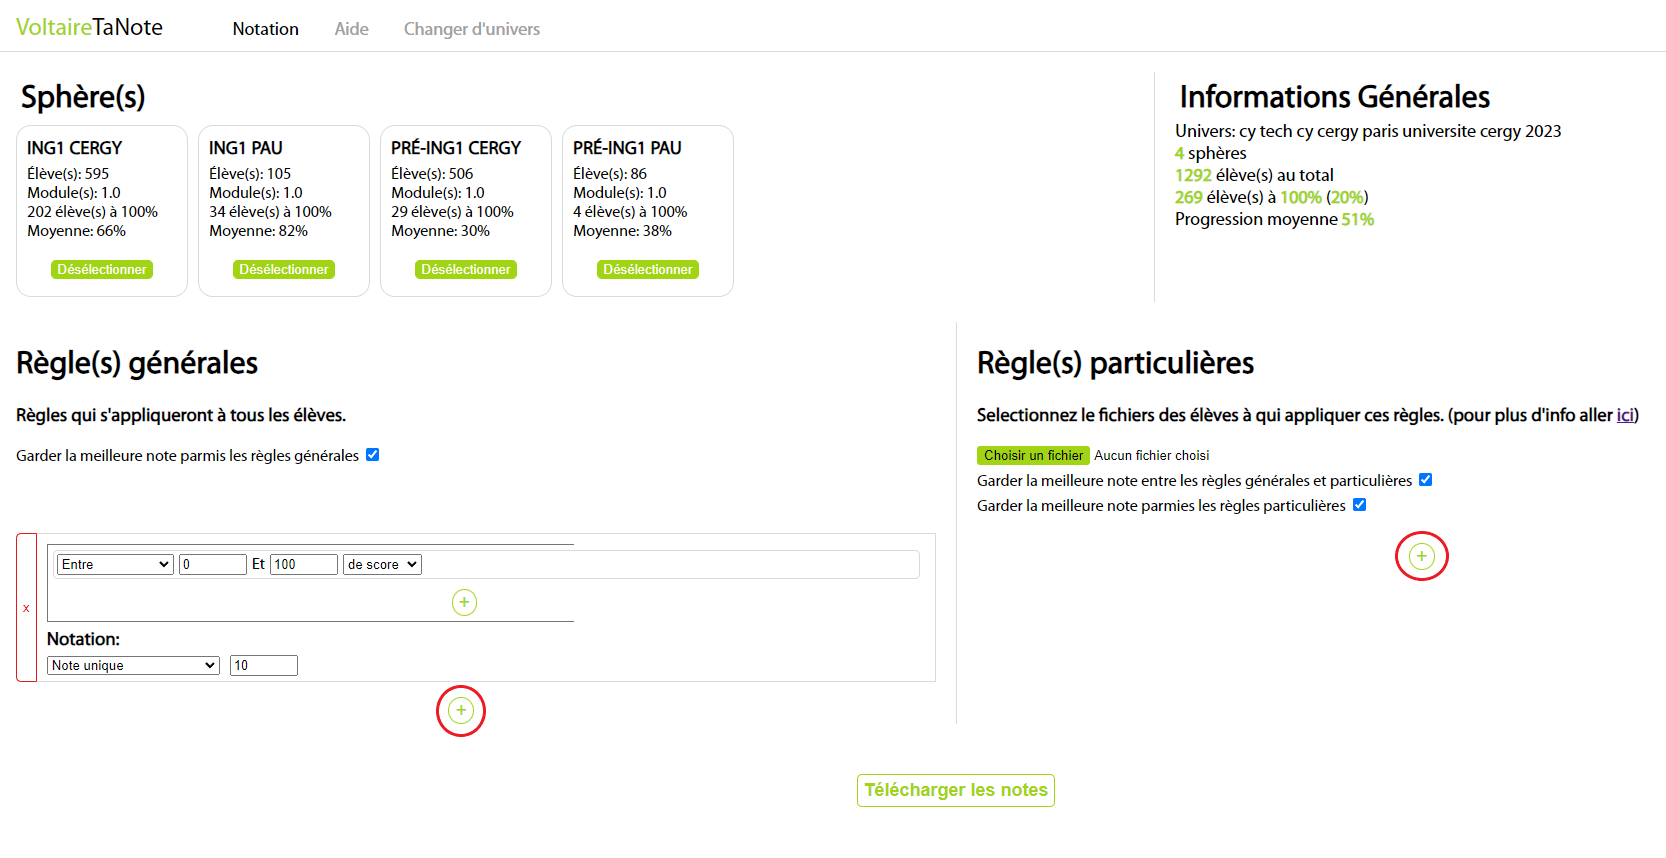 VoltaireTaNote Notation Aide Changer d'univers
Sphère(s)
ING1 CERGY
Élève(s): 595
Module(s): 1.0
202 élève(s) à 100%
Moyenne: 66%
Désélectionner
ING1 PAU
Élève(s): 105
Module(s): 1.0
34 élève(s) à 100%
Moyenne: 82%
Désélectionner
PRÉ-ING1 CERGY
Élève(s): 506
Module(s): 1.0
29 élève(s) à 100%
Moyenne: 30%
Désélectionner
PRÉ-ING1 PAU
Élève(s): 86
Module(s): 1.0
4 élève(s) à 100%
Moyenne: 38%
Désélectionner
Informations Générales
Univers: cy tech cy cergy paris universite cergy 2023
4 sphères
1292 élève(s) au total
269 élève(s) à 100% (20%)
Progression moyenne 51%
Règle(s) générales
Règles qui s'appliqueront à tous les élèves.
Garder la meilleure note parmis les règles générales
x
Entre 0 Et 100 de score
+
Notation:
Note unique 10
+
Règle(s) particulières
Selectionnez le fichiers des élèves à qui appliquer ces règles. (pour plus d'info aller ici)
Choisir un fichier Aucun fichier choisi
Garder la meilleure note entre les règles générales et particulières
Garder la meilleure note parmies les règles particulières
+
Télécharger les notes